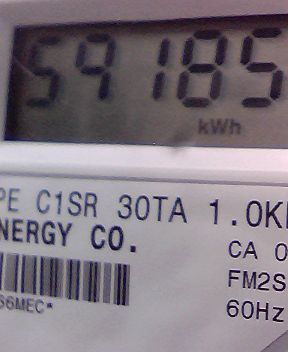 59185
kWh
PE C1SR 30TA 1.0K
NERGY CO.
CA 0
FM2S
S6MEC*
60Hz